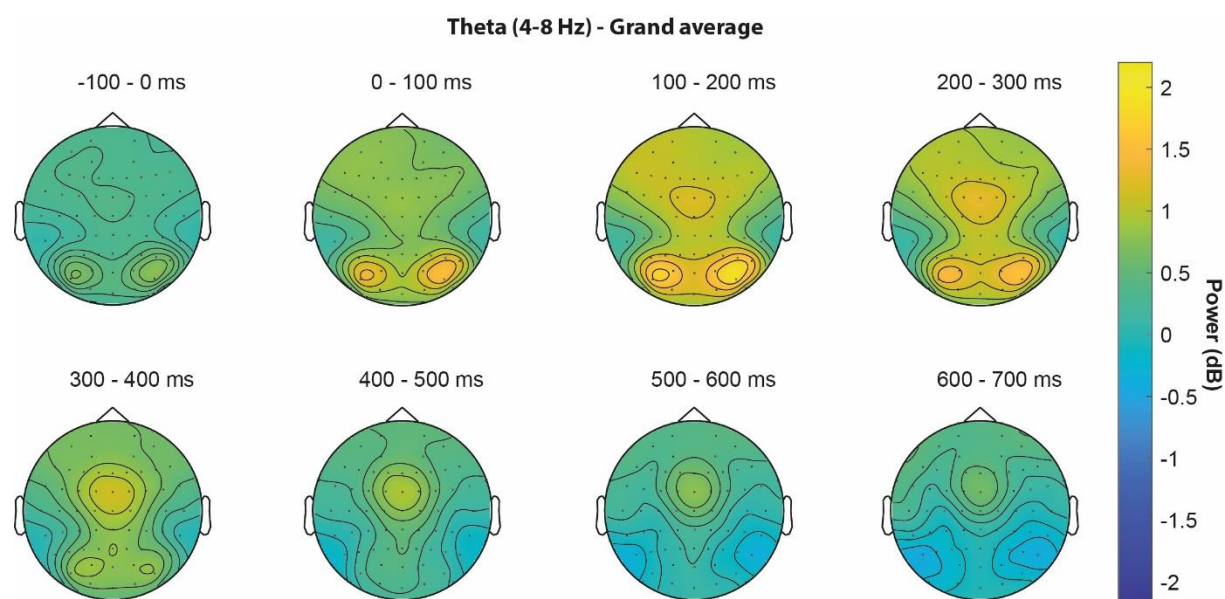 Theta (4-8 Hz) - Grand average
-100 - 0 ms
0 - 100 ms
100 - 200 ms
200 - 300 ms
300 - 400 ms
400 - 500 ms
500 - 600 ms
600 - 700 ms
2
1.5
1
0.5
0
-0.5
-1
-1.5
-2
Power (dB)